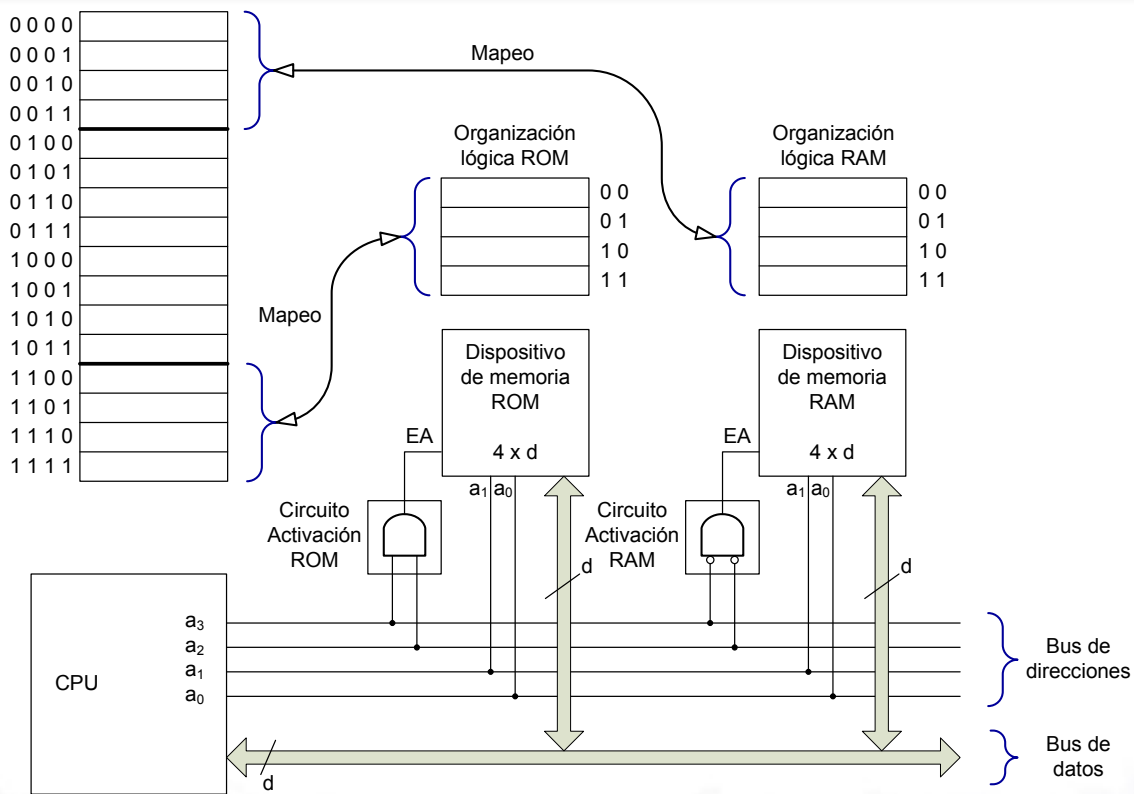 0 0 0 0
0 0 0 1
0 0 1 0
0 0 1 1
0 1 0 0
0 1 0 1
0 1 1 0
0 1 1 1
1 0 0 0
1 0 0 1
1 0 1 0
1 0 1 1
1 1 0 0
1 1 0 1
1 1 1 0
1 1 1 1
Mapeo
Mapeo
Organización
lógica ROM
0 0
0 1
1 0
1 1
Organización
lógica RAM
0 0
0 1
1 0
1 1
Dispositivo
de memoria
ROM
4 x d
EA
a1 a0
Circuito
Activación
ROM
d
Dispositivo
de memoria
RAM
4 x d
EA
a1 a0
Circuito
Activación
RAM
d
CPU
a3
a2
a1
a0
d
Bus de
direcciones
Bus de
datos